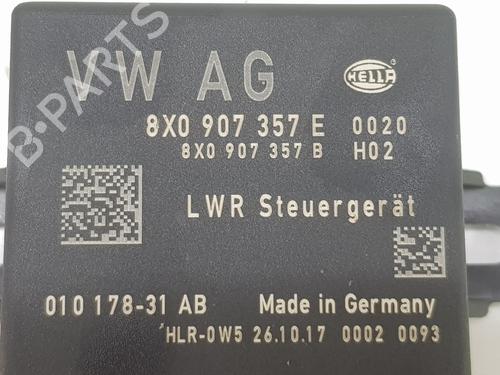 VW AG
HELLA
8X0 907 357 E 0020
8X0 907 357 B H02
LWR Steuergerät
010 178-31 AB Made in Germany
HLR-0W5 26.10.17 0002 0093
B-PARTS